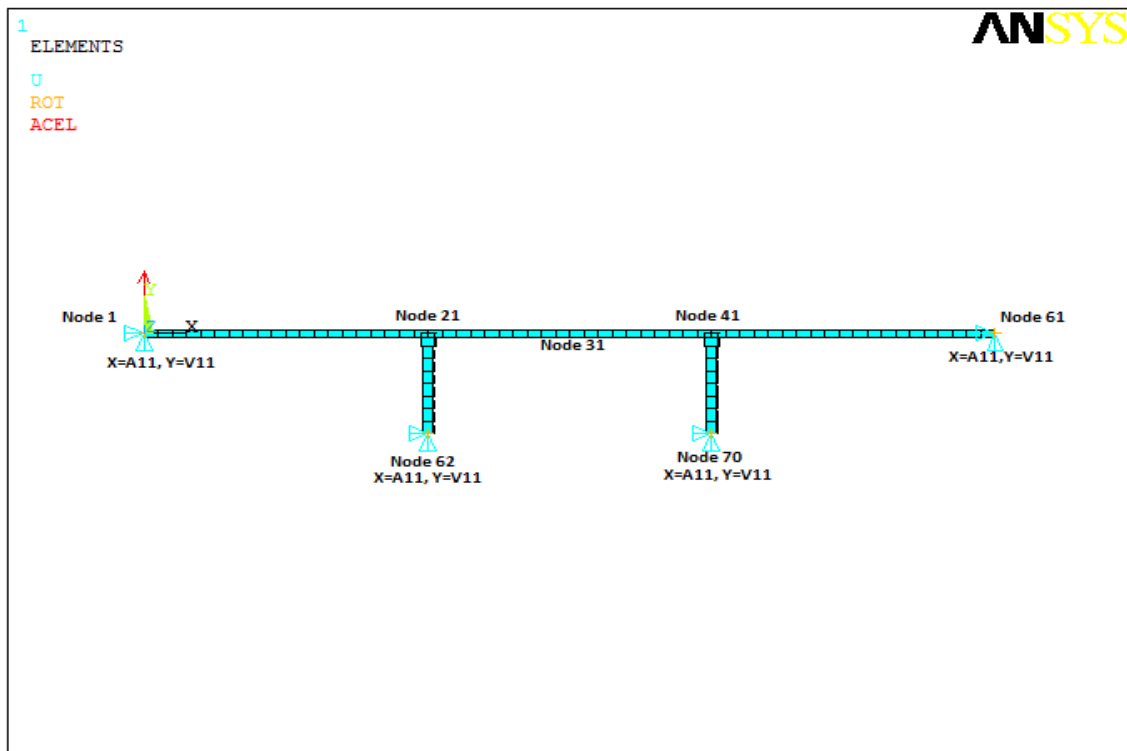 1
ELEMENTS
ANSYS
U
ROT
ACEL
Y
Node 1
Z
X
Node 21
Node 41
Node 61
Node 31
X=A11, Y=V11
X=A11,Y=V11
Node 62
X=A11, Y=V11
Node 70
X=A11, Y=V11